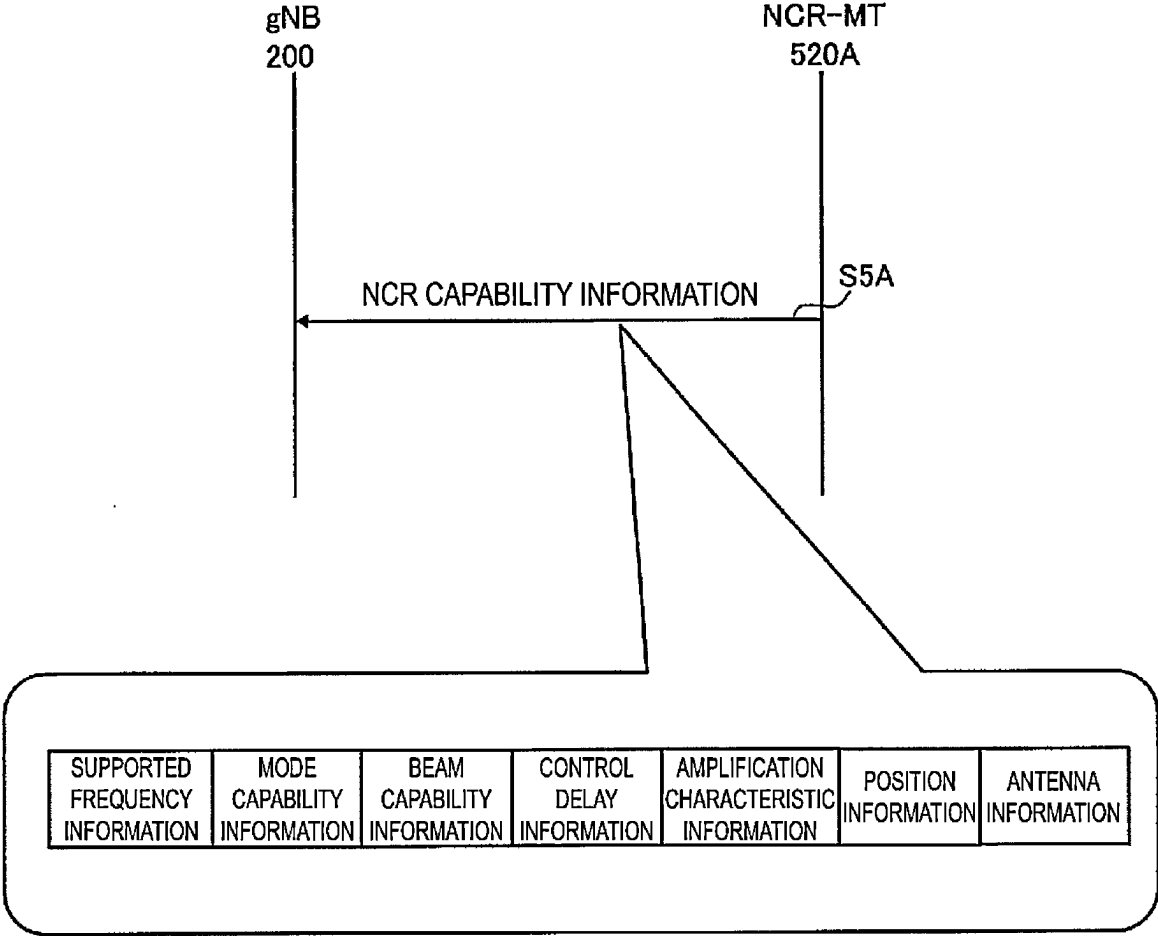 gNB
200
NCR-MT
520A
S5A
NCR CAPABILITY INFORMATION
SUPPORTED
FREQUENCY
INFORMATION
MODE
CAPABILITY
INFORMATION
BEAM
CAPABILITY
INFORMATION
CONTROL
DELAY
INFORMATION
AMPLIFICATION
CHARACTERISTIC
INFORMATION
POSITION
INFORMATION
ANTENNA
INFORMATION